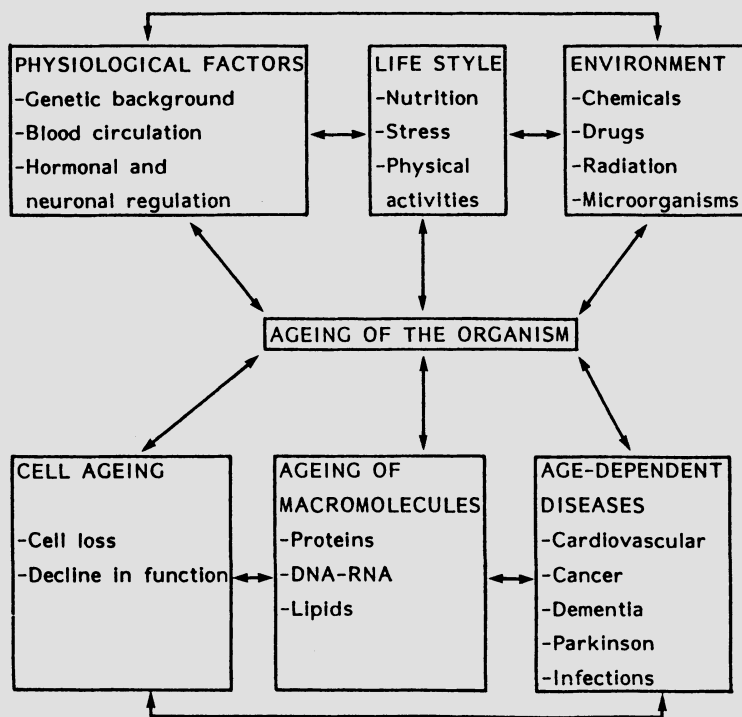 PHYSIOLOGICAL FACTORS
-Genetic background
-Blood circulation
-Hormonal and
neuronal regulation
LIFE STYLE
-Nutrition
-Stress
-Physical
activities
ENVIRONMENT
-Chemicals
-Drugs
-Radiation
-Microorganisms
AGEING OF THE ORGANISM
CELL AGEING
-Cell loss
-Decline in function
AGEING OF
MACROMOLECULES
-Proteins
-DNA-RNA
-Lipids
AGE-DEPENDENT
DISEASES
-Cardiovascular
-Cancer
-Dementia
-Parkinson
-Infections